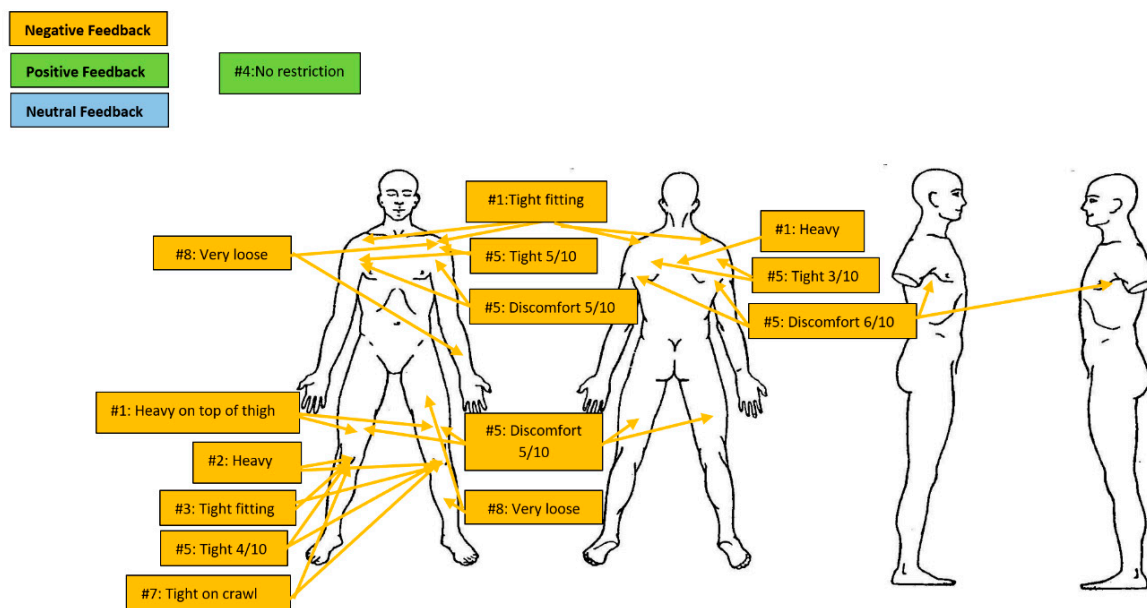 Negative Feedback
Positive Feedback
#4:No restriction
Neutral Feedback
#1:Tight fitting
#1: Heavy
#8: Very loose
#5: Tight 5/10
#5: Tight 3/10
#5: Discomfort 5/10
#5: Discomfort 6/10
#1: Heavy on top of thigh
#5: Discomfort
5/10
#2: Heavy
#3: Tight fitting
#8: Very loose
#5: Tight 4/10
#7: Tight on crawl